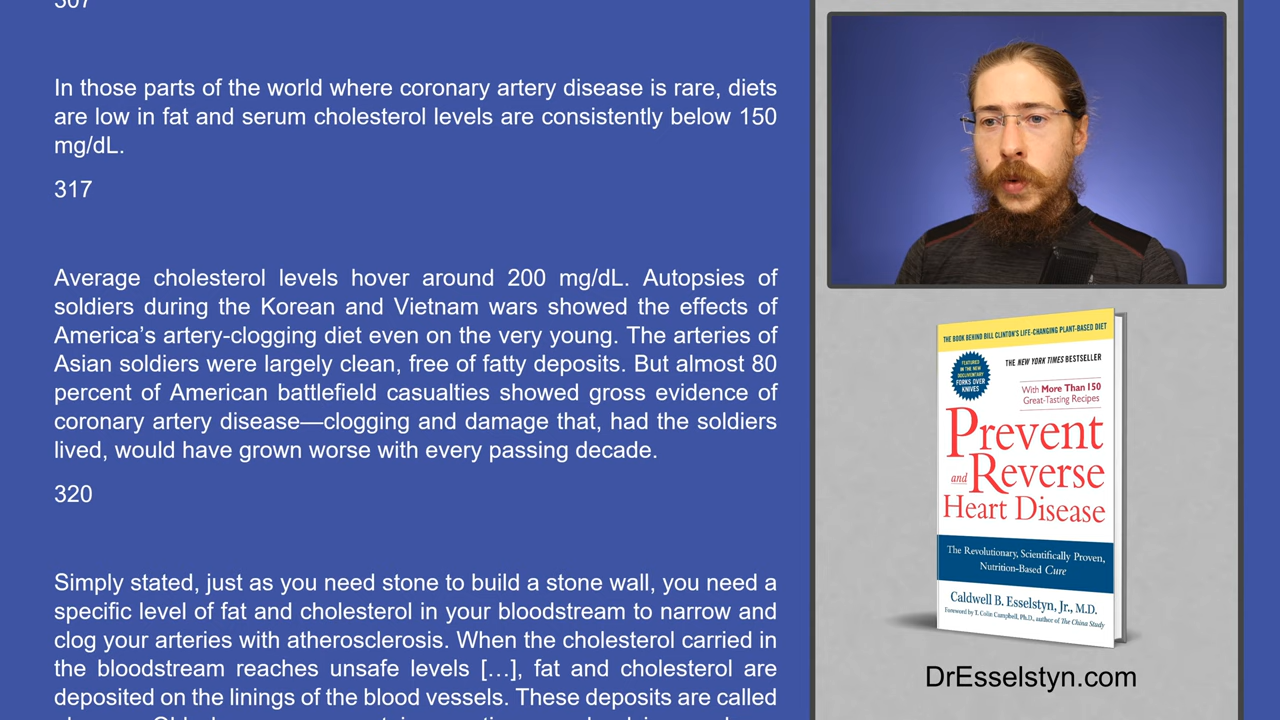 307
In those parts of the world where coronary artery disease is rare, diets
are low in fat and serum cholesterol levels are consistently below 150
mg/dL.
317
Average cholesterol levels hover around 200 mg/dL. Autopsies of
soldiers during the Korean and Vietnam wars showed the effects of
America’s artery-clogging diet even on the very young. The arteries of
Asian soldiers were largely clean, free of fatty deposits. But almost 80
percent of American battlefield casualties showed gross evidence of
coronary artery disease—clogging and damage that, had the soldiers
lived, would have grown worse with every passing decade.
320
Simply stated, just as you need stone to build a stone wall, you need a
specific level of fat and cholesterol in your bloodstream to narrow and
clog your arteries with atherosclerosis. When the cholesterol carried in
the bloodstream reaches unsafe levels […], fat and cholesterol are
deposited on the linings of the blood vessels. These deposits are called
THE BOOK BEHIND BILL CLINTON'S LIFE-CHANGING PLANT-BASED DIET
FEATURED
IN THE NEW
DOCUMENTARY
FORKS OVER
KNIVES
THE NEW YORK TIMES BESTSELLER
With More Than 150
Great-Tasting Recipes
Prevent
and Reverse
Heart Disease
The Revolutionary, Scientifically Proven,
Nutrition-Based Cure
Caldwell B. Esselstyn, Jr., M.D.
Foreword by T. Colin Campbell, Ph.D., author of The China Study
DrEsselstyn.com